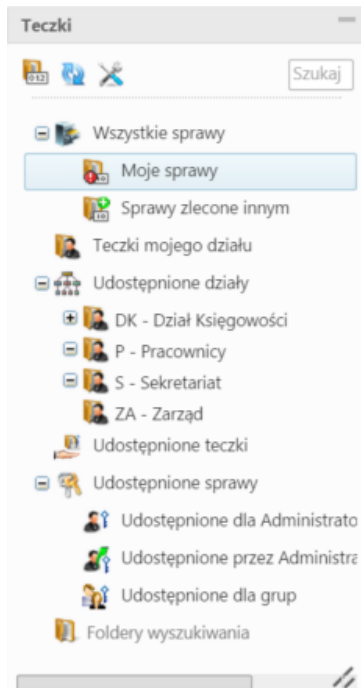 Teczki
Szukaj
Wszystkie sprawy
Moje sprawy
Sprawy zlecone innym
Teczki mojego działu
Udostępnione działy
DK - Dział Księgowości
P - Pracownicy
S - Sekretariat
ZA - Zarząd
Udostępnione teczki
Udostępnione sprawy
Udostępnione dla Administrato
Udostępnione przez Administra
Udostępnione dla grup
Foldery wyszukiwania